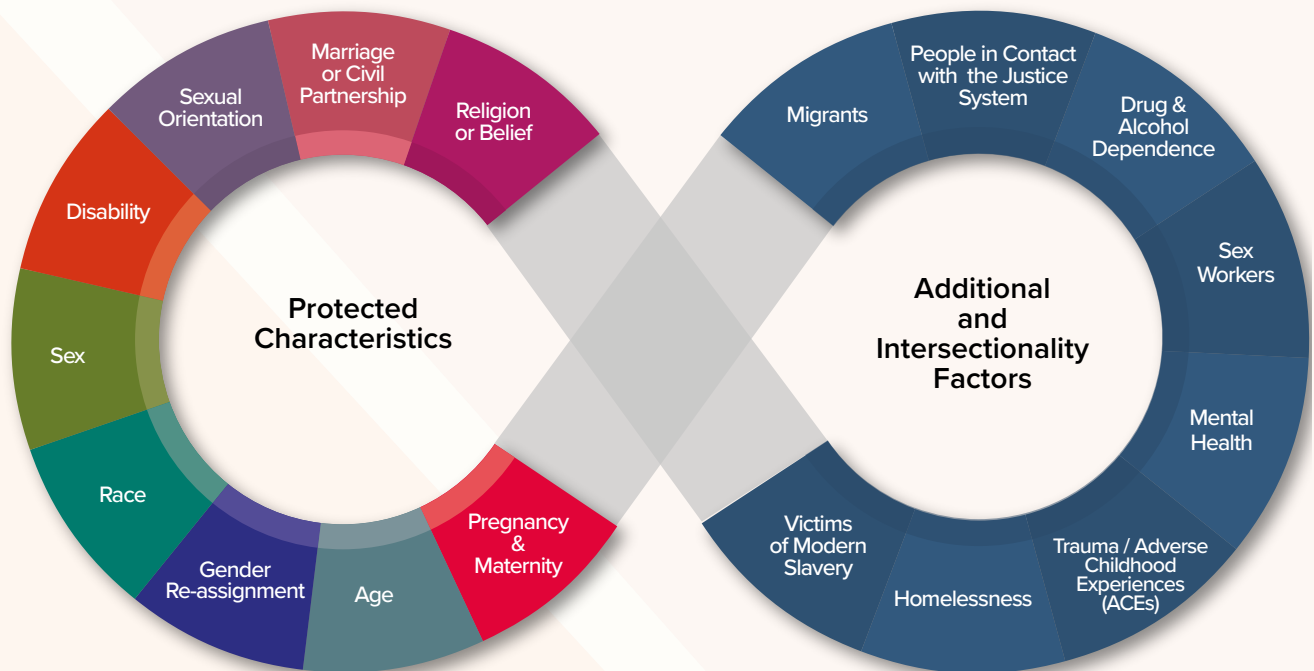 Protected
Characteristics
Religion
or Belief
Marriage
or Civil
Partnership
Sexual
Orientation
Disability
Sex
Race
Gender
Re-assignment
Age
Pregnancy
&
Maternity
Additional
and
Intersectionality
Factors
Migrants
People in Contact
with the Justice
System
Drug &
Alcohol
Dependence
Sex
Workers
Mental
Health
Trauma / Adverse
Childhood
Experiences
(ACEs)
Homelessness
Victims
of Modern
Slavery